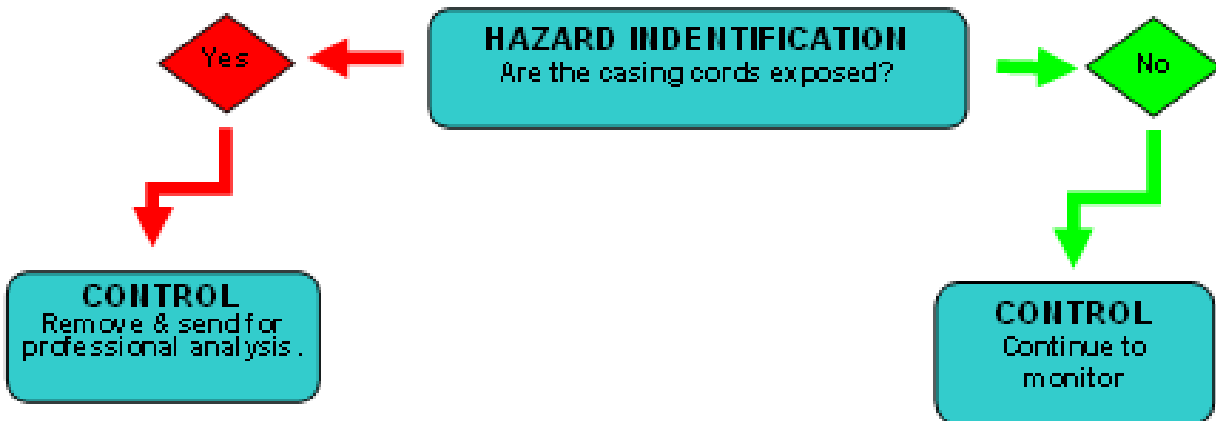 HAZARD INDENTIFICATION
Are the casing cords exposed?
Yes
No
CONTROL
Remove & send for
professional analysis.
CONTROL
Continue to
monitor